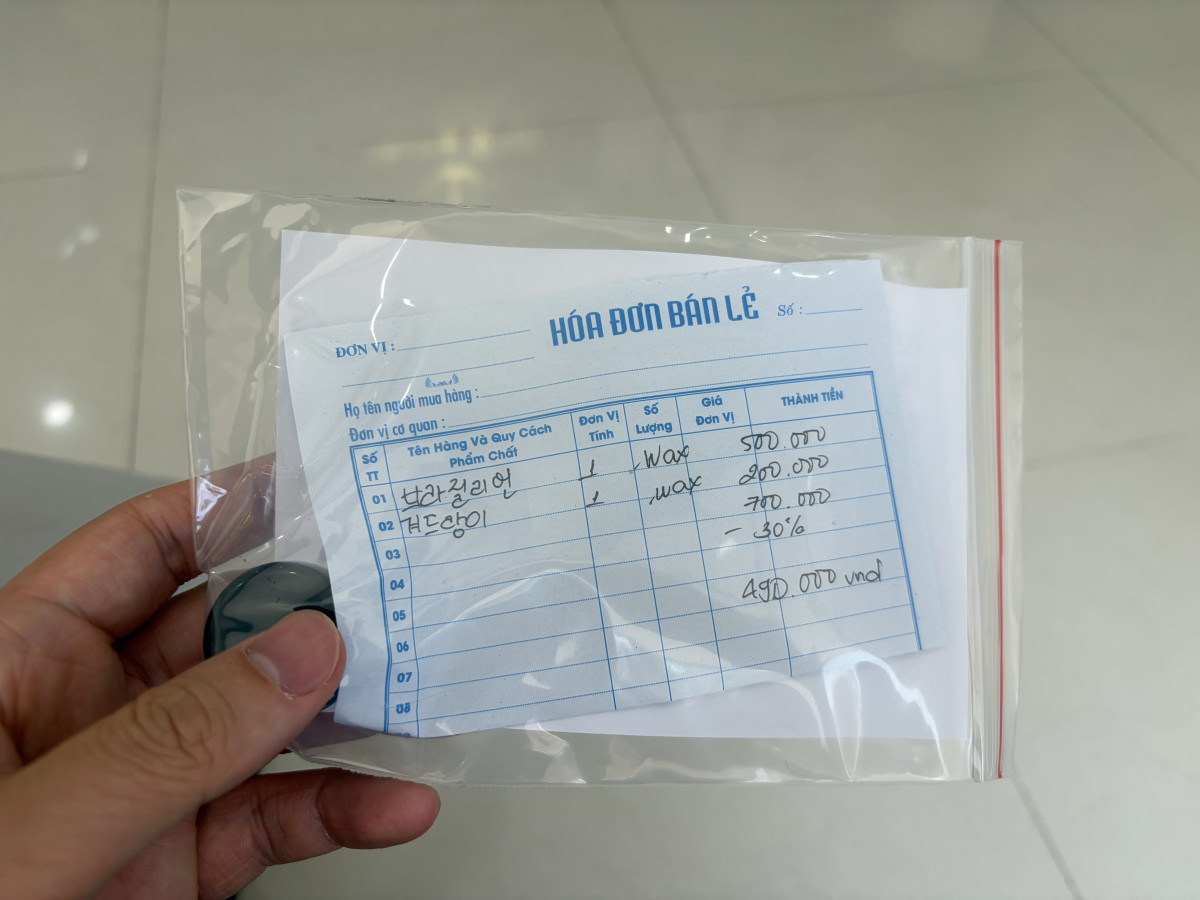 HÓA ĐƠN BÁN LẺ
ĐƠN VỊ : Số :
Họ tên người mua hàng :
Đơn vị cơ quan :
Số TT Tên Hàng Và Quy Cách Phẩm Chất Đơn Vị Tính Số Lượng Giá Đơn Vị THÀNH TIỀN
01 브라질리언 1 wax 500.000
02 겨드랑이 1 wax 200.000
03 700.000
04 - 30%
05
06 490.000 vnd
07
08